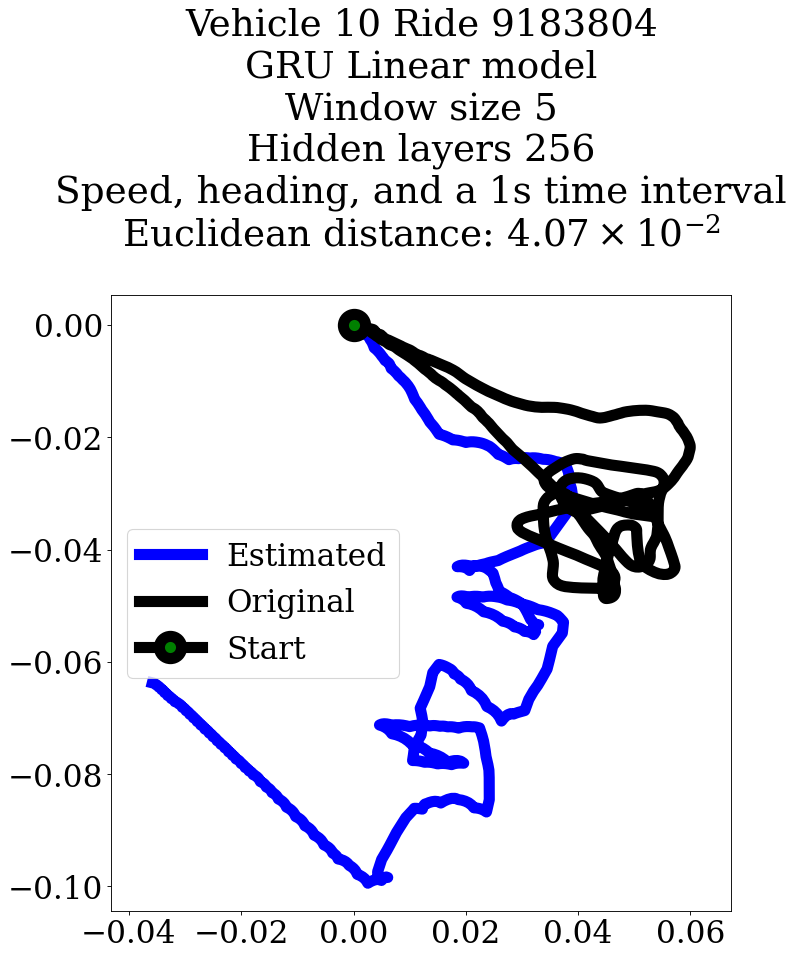 Vehicle 10 Ride 9183804
GRU Linear model
Window size 5
Hidden layers 256
Speed, heading, and a 1s time interval
Euclidean distance: 4.07 × 10⁻²
0.00
−0.02
−0.04
−0.06
−0.08
−0.10
Estimated
Original
Start
−0.04 −0.02 0.00 0.02 0.04 0.06